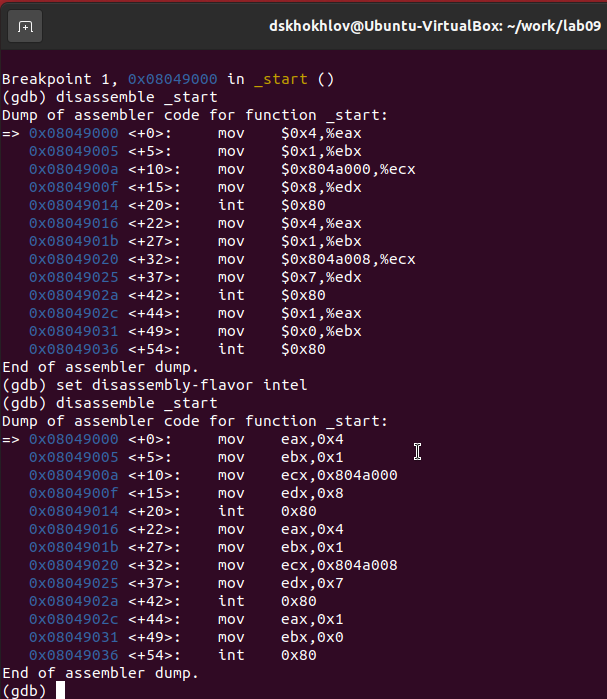 dskhokhlov@Ubuntu-VirtualBox: ~/work/lab09
Breakpoint 1, 0x08049000 in _start ()
(gdb) disassemble _start
Dump of assembler code for function _start:
=> 0x08049000 <+0>:     mov    $0x4,%eax
   0x08049005 <+5>:     mov    $0x1,%ebx
   0x0804900a <+10>:    mov    $0x804a000,%ecx
   0x0804900f <+15>:    mov    $0x8,%edx
   0x08049014 <+20>:    int    $0x80
   0x08049016 <+22>:    mov    $0x4,%eax
   0x0804901b <+27>:    mov    $0x1,%ebx
   0x08049020 <+32>:    mov    $0x804a008,%ecx
   0x08049025 <+37>:    mov    $0x7,%edx
   0x0804902a <+42>:    int    $0x80
   0x0804902c <+44>:    mov    $0x1,%eax
   0x08049031 <+49>:    mov    $0x0,%ebx
   0x08049036 <+54>:    int    $0x80
End of assembler dump.
(gdb) set disassembly-flavor intel
(gdb) disassemble _start
Dump of assembler code for function _start:
=> 0x08049000 <+0>:     mov    eax,0x4
   0x08049005 <+5>:     mov    ebx,0x1
   0x0804900a <+10>:    mov    ecx,0x804a000
   0x0804900f <+15>:    mov    edx,0x8
   0x08049014 <+20>:    int    0x80
   0x08049016 <+22>:    mov    eax,0x4
   0x0804901b <+27>:    mov    ebx,0x1
   0x08049020 <+32>:    mov    ecx,0x804a008
   0x08049025 <+37>:    mov    edx,0x7
   0x0804902a <+42>:    int    0x80
   0x0804902c <+44>:    mov    eax,0x1
   0x08049031 <+49>:    mov    ebx,0x0
   0x08049036 <+54>:    int    0x80
End of assembler dump.
(gdb)